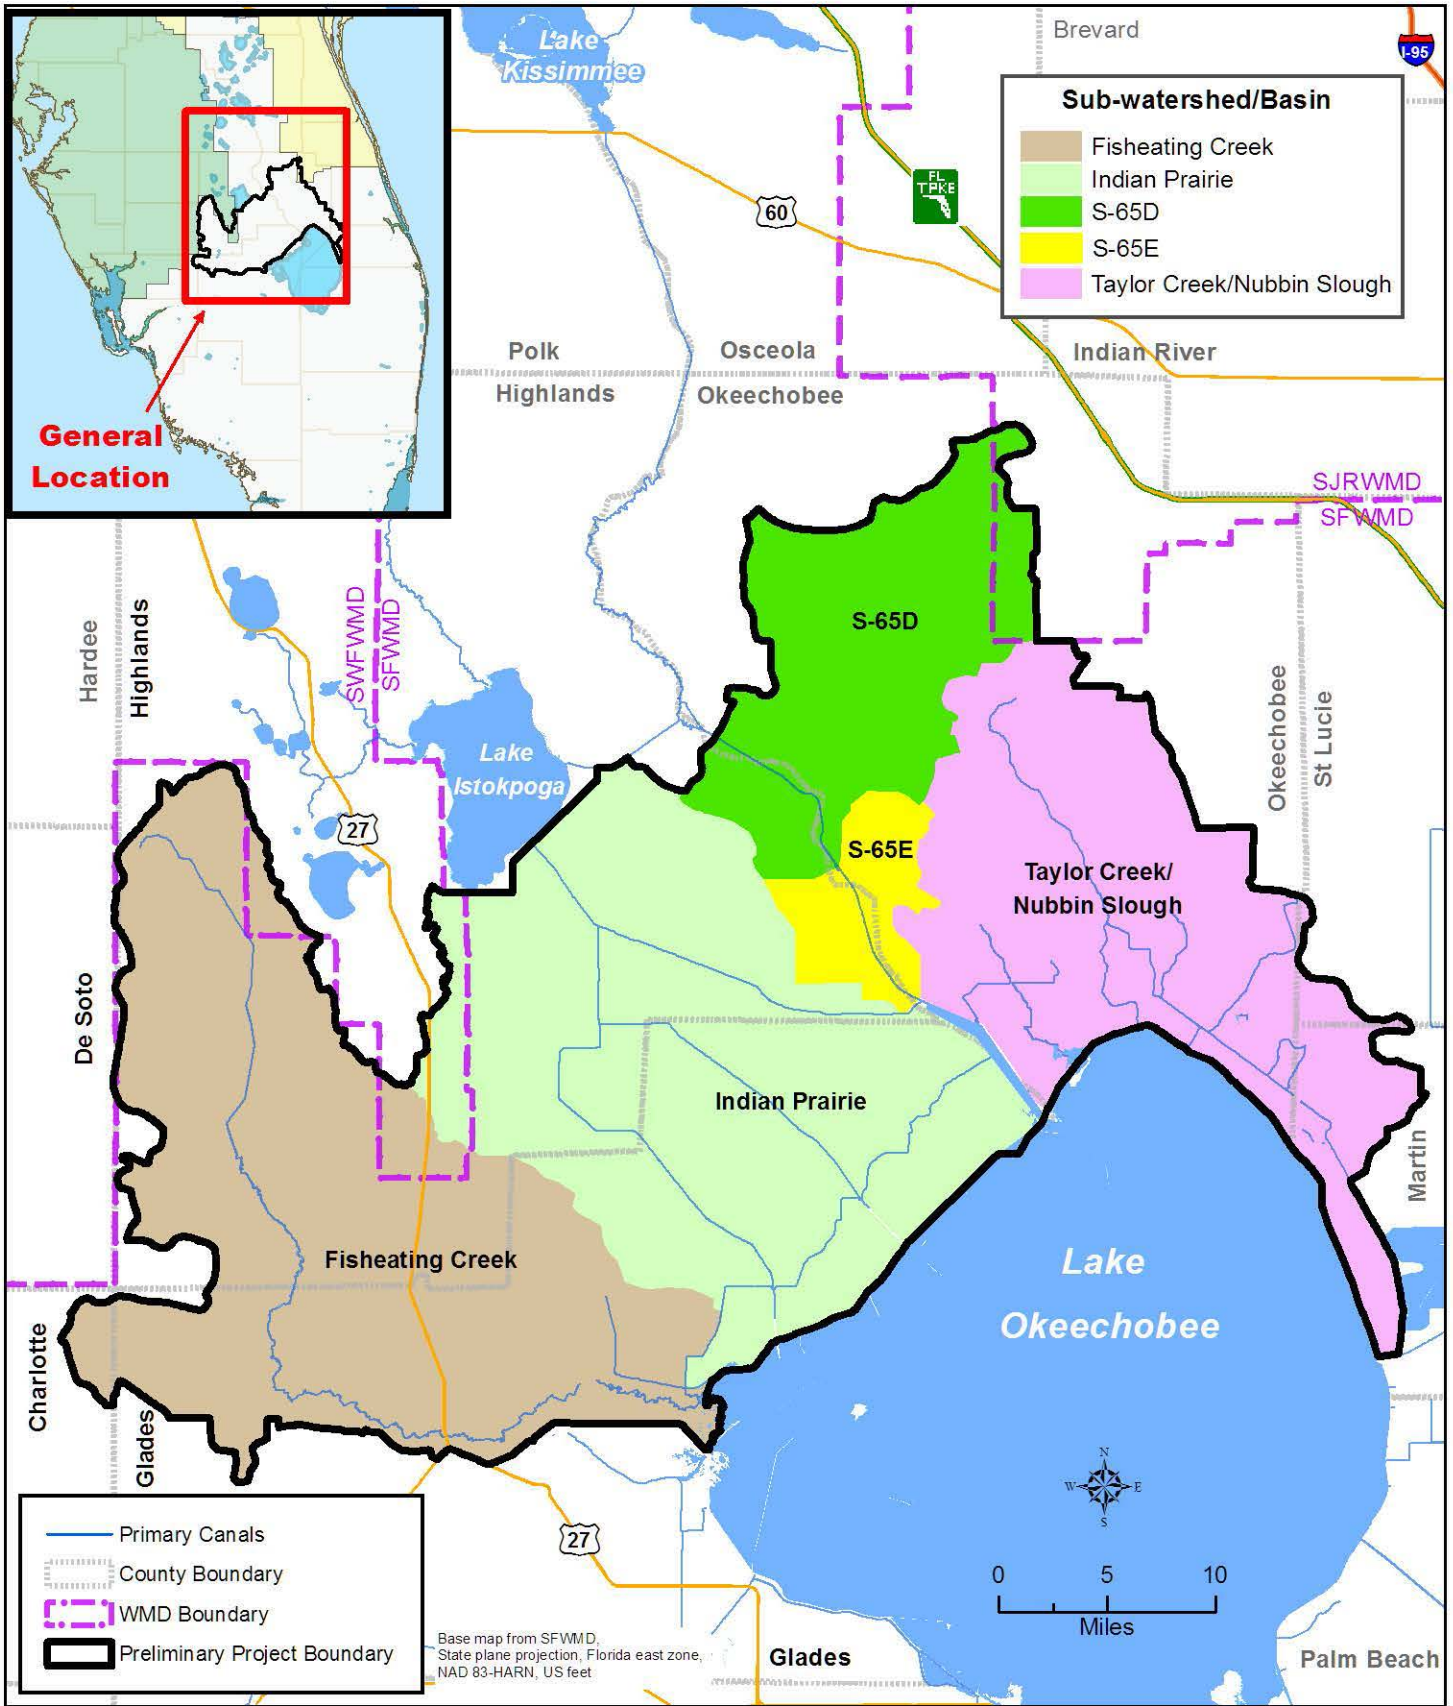 Lake
Kissimmee
Brevard
I-95
Sub-watershed/Basin
Fisheating Creek
Indian Prairie
S-65D
S-65E
Taylor Creek/Nubbin Slough
FL
TPKE
60
General
Location
Polk
Osceola
Indian River
Highlands
Okeechobee
SJRWMD
SFWMD
Hardee
Highlands
SWFWMD
SFWMD
S-65D
Okeechobee
St Lucie
Lake
Istokpoga
27
S-65E
Taylor Creek/
Nubbin Slough
De Soto
Indian Prairie
Martin
Fisheating Creek
Lake
Okeechobee
Charlotte
Glades
N
W
E
S
Primary Canals
County Boundary
WMD Boundary
Preliminary Project Boundary
27
0 5 10
Miles
Base map from SFWMD,
State plane projection, Florida east zone,
NAD 83-HARN, US feet
Glades
Palm Beach